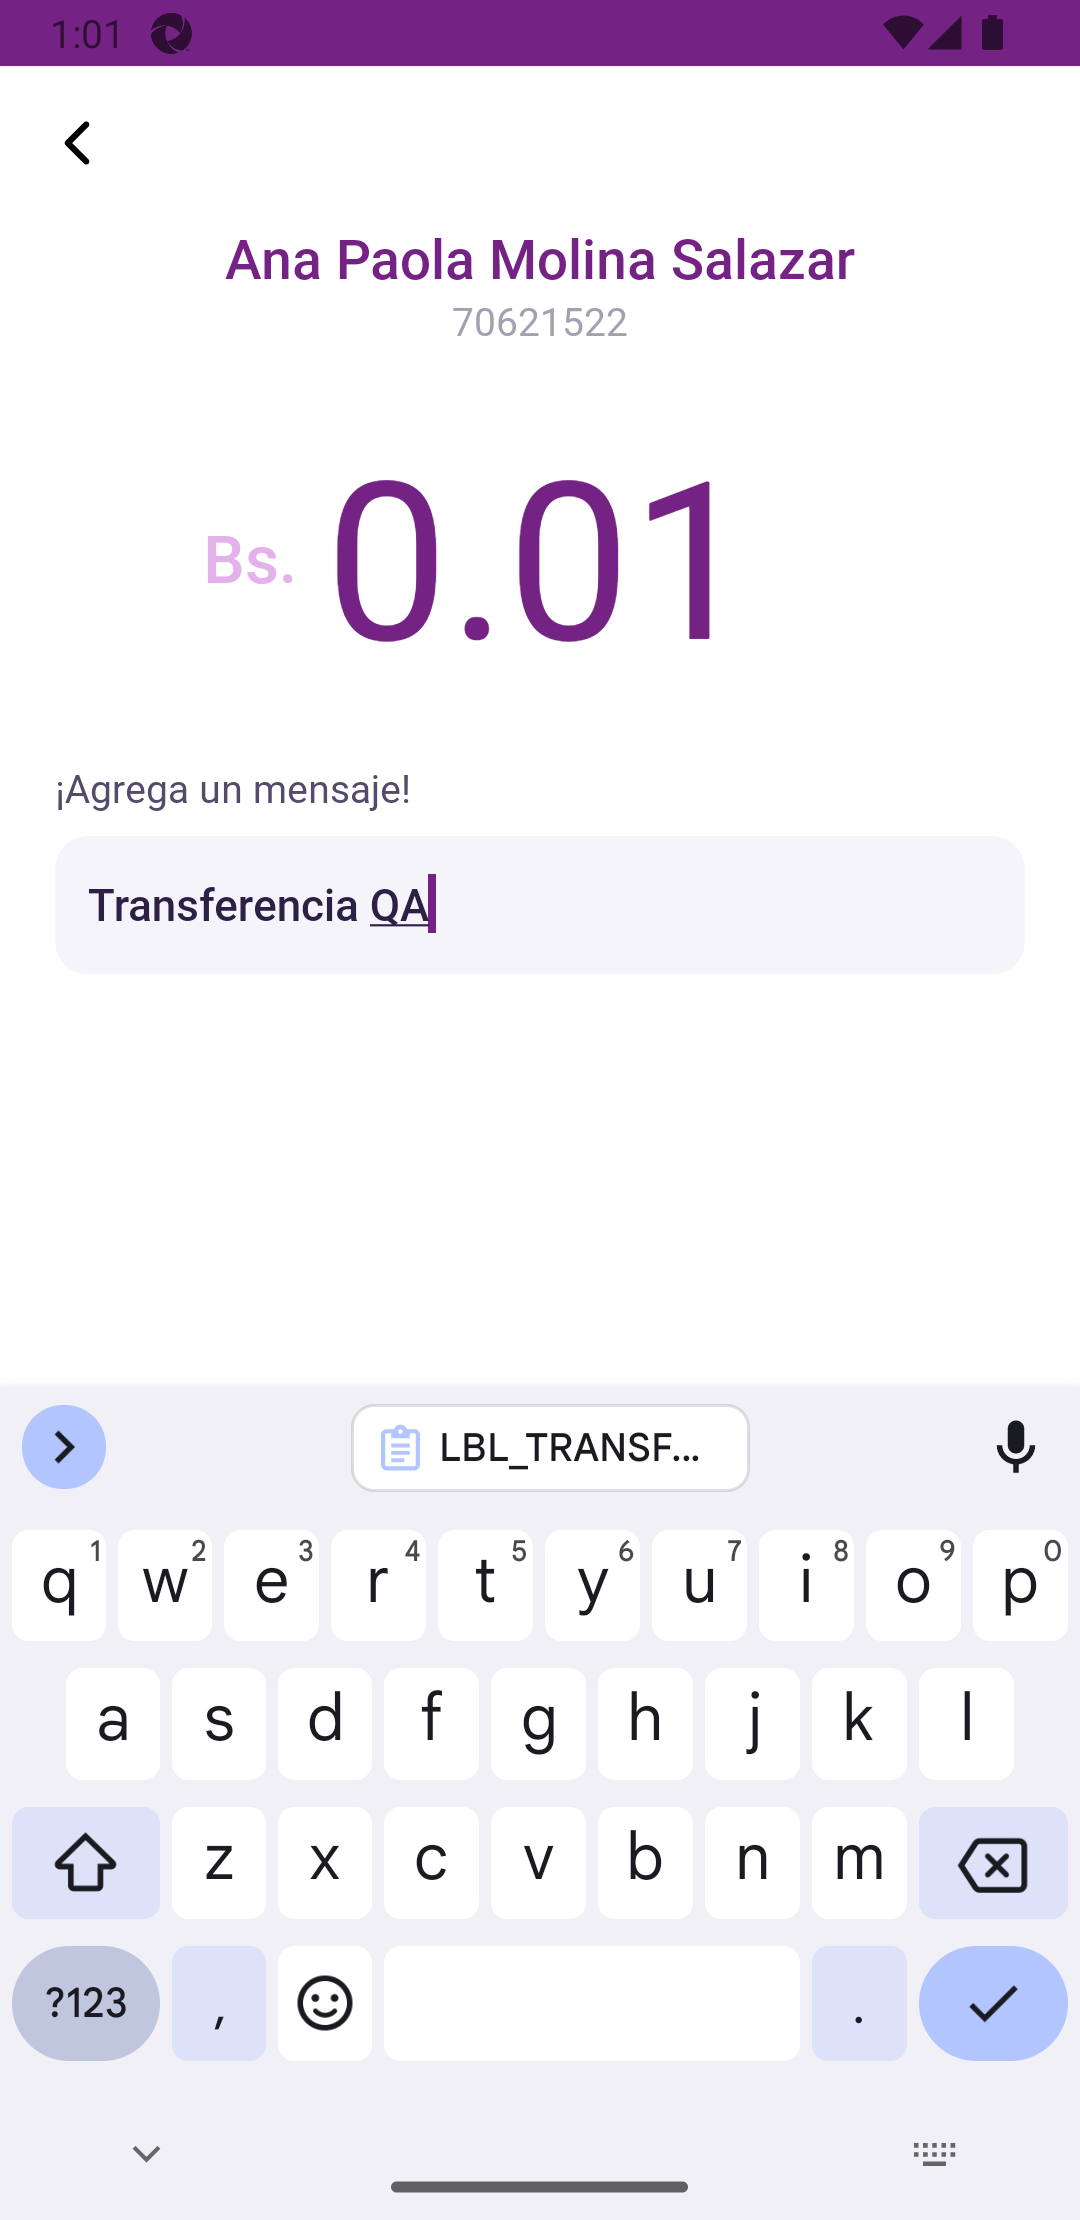 1:01
Ana Paola Molina Salazar
70621522
Bs. 0.01
¡Agrega un mensaje!
Transferencia QA
LBL_TRANSF...
q 1 w 2 e 3 r 4 t 5 y 6 u 7 i 8 o 9 p 0
a s d f g h j k l
z x c v b n m
?123 , .